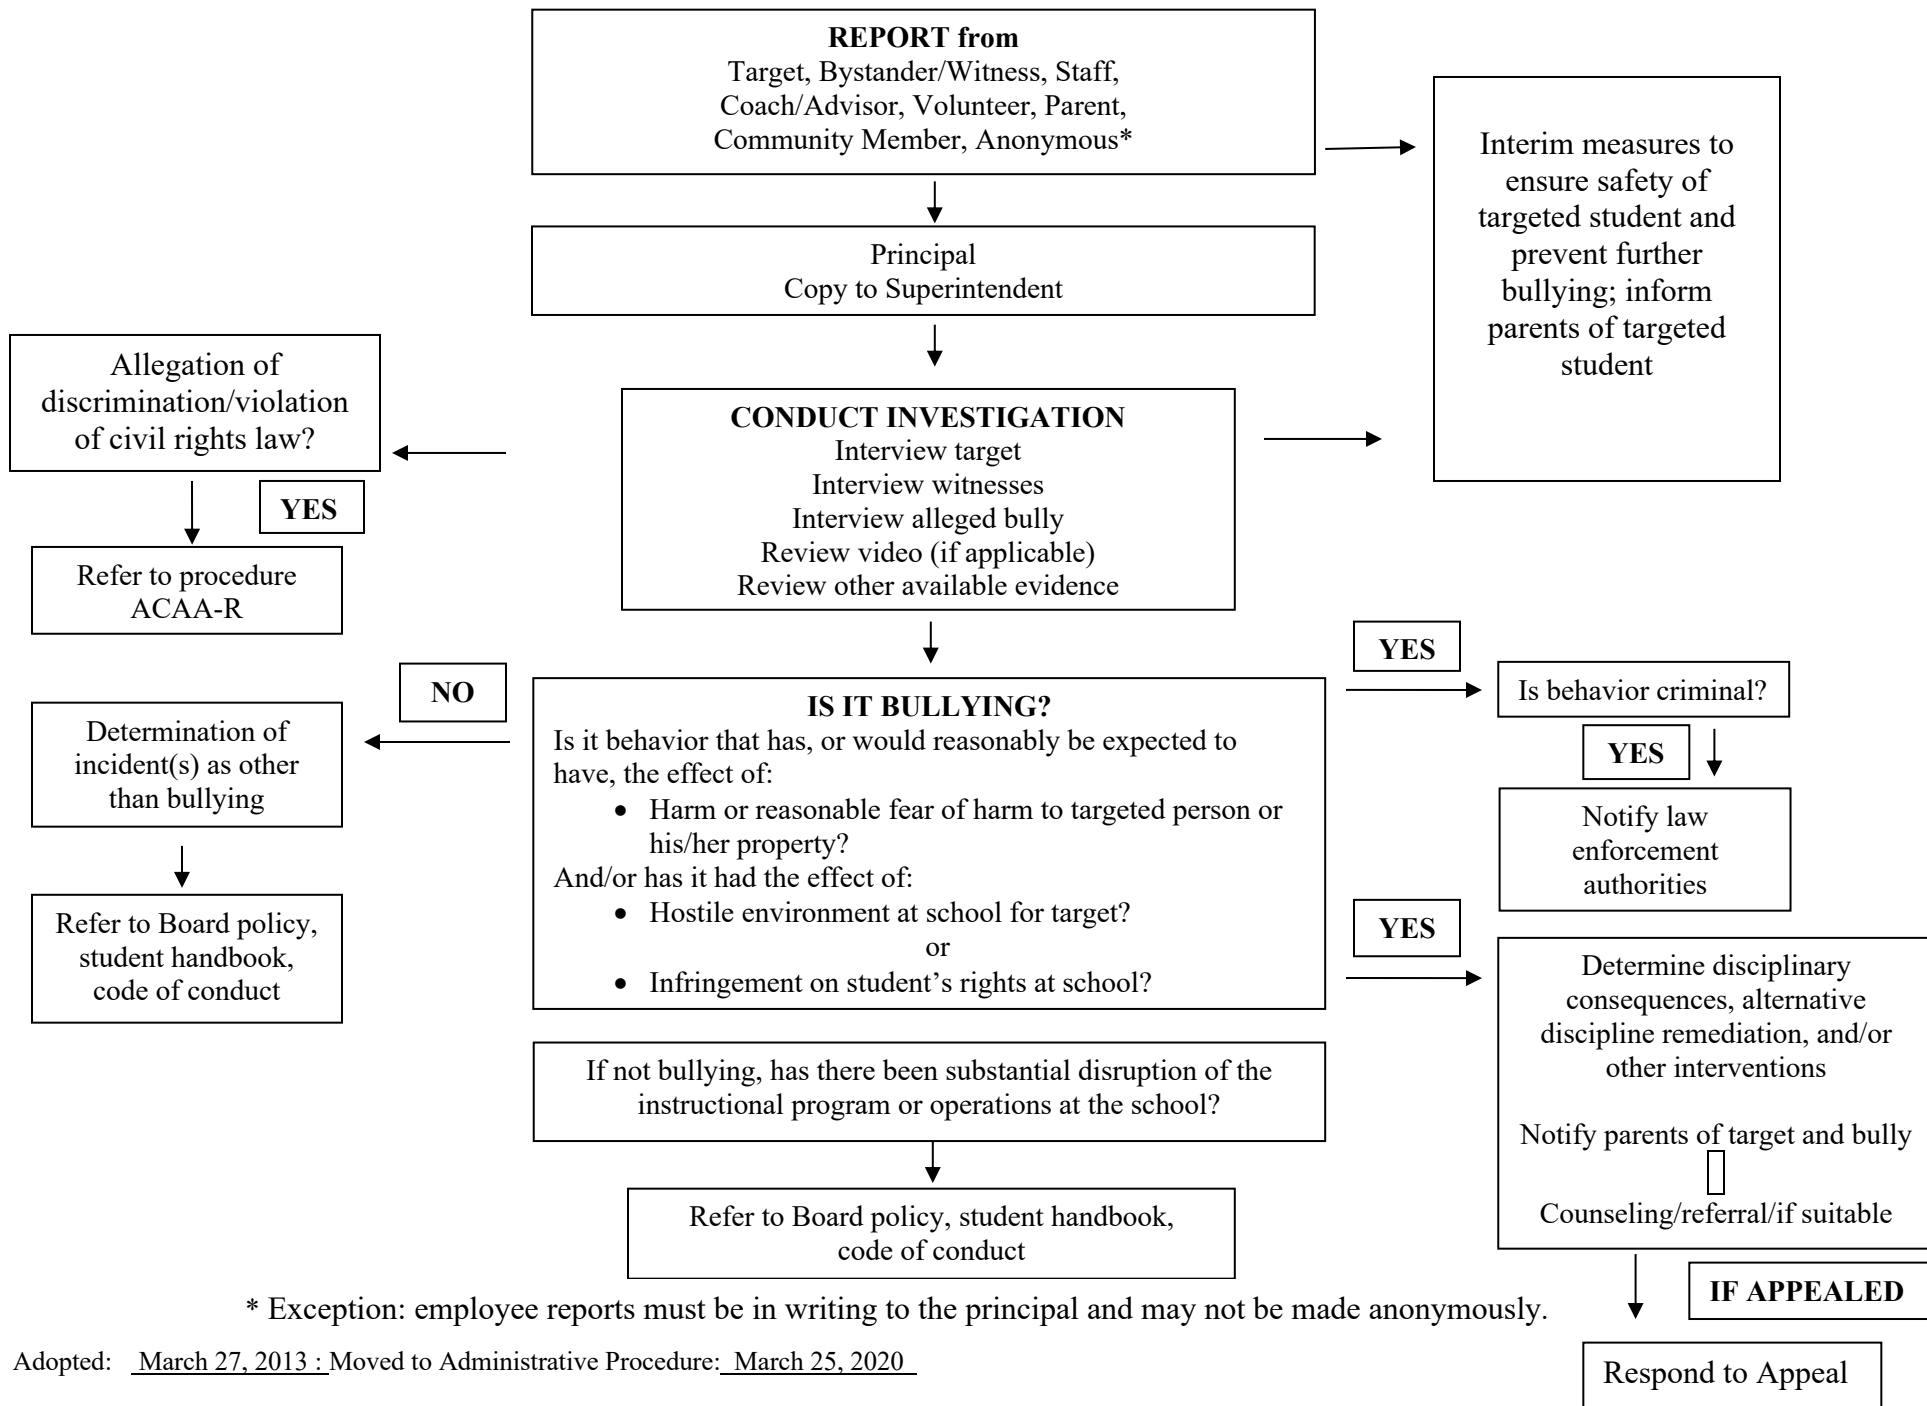 REPORT from
Target, Bystander/Witness, Staff,
Coach/Advisor, Volunteer, Parent,
Community Member, Anonymous*
Interim measures to
ensure safety of
targeted student and
prevent further
bullying; inform
parents of targeted
student
Principal
Copy to Superintendent
Allegation of
discrimination/violation
of civil rights law?
YES
Refer to procedure
ACAA-R
CONDUCT INVESTIGATION
Interview target
Interview witnesses
Interview alleged bully
Review video (if applicable)
Review other available evidence
NO
Determination of
incident(s) as other
than bullying
Refer to Board policy,
student handbook,
code of conduct
IS IT BULLYING?
Is it behavior that has, or would reasonably be expected to
have, the effect of:
• Harm or reasonable fear of harm to targeted person or
his/her property?
And/or has it had the effect of:
• Hostile environment at school for target?
or
• Infringement on student’s rights at school?
YES
Is behavior criminal?
YES
Notify law
enforcement
authorities
YES
Determine disciplinary
consequences, alternative
discipline remediation, and/or
other interventions
Notify parents of target and bully
Counseling/referral/if suitable
If not bullying, has there been substantial disruption of the
instructional program or operations at the school?
Refer to Board policy, student handbook,
code of conduct
IF APPEALED
Respond to Appeal
* Exception: employee reports must be in writing to the principal and may not be made anonymously.
Adopted: March 27, 2013 : Moved to Administrative Procedure: March 25, 2020